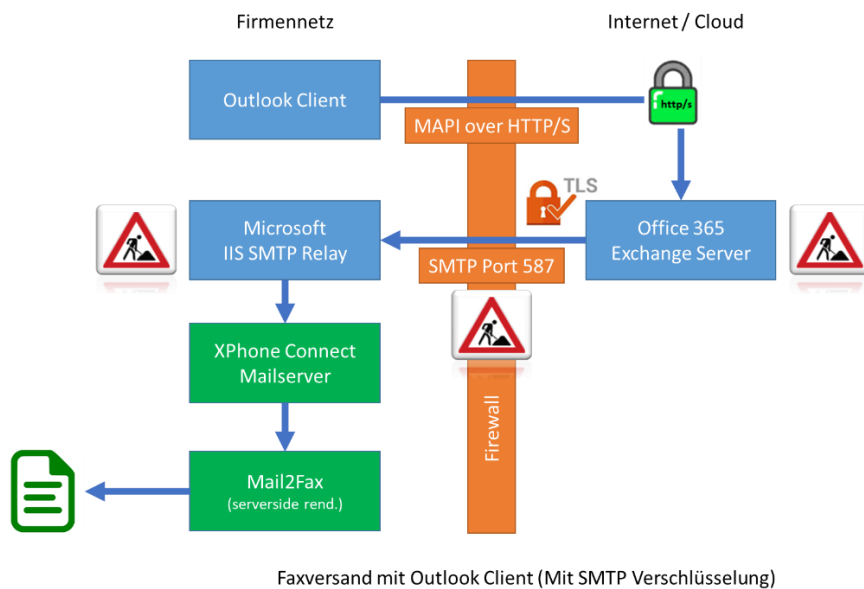 Firmennetz
Internet / Cloud
Outlook Client
http/s
MAPI over HTTP/S
TLS
Microsoft
IIS SMTP Relay
Office 365
Exchange Server
SMTP Port 587
XPhone Connect
Mailserver
Firewall
Mail2Fax
(serverside rend.)
Faxversand mit Outlook Client (Mit SMTP Verschlüsselung)